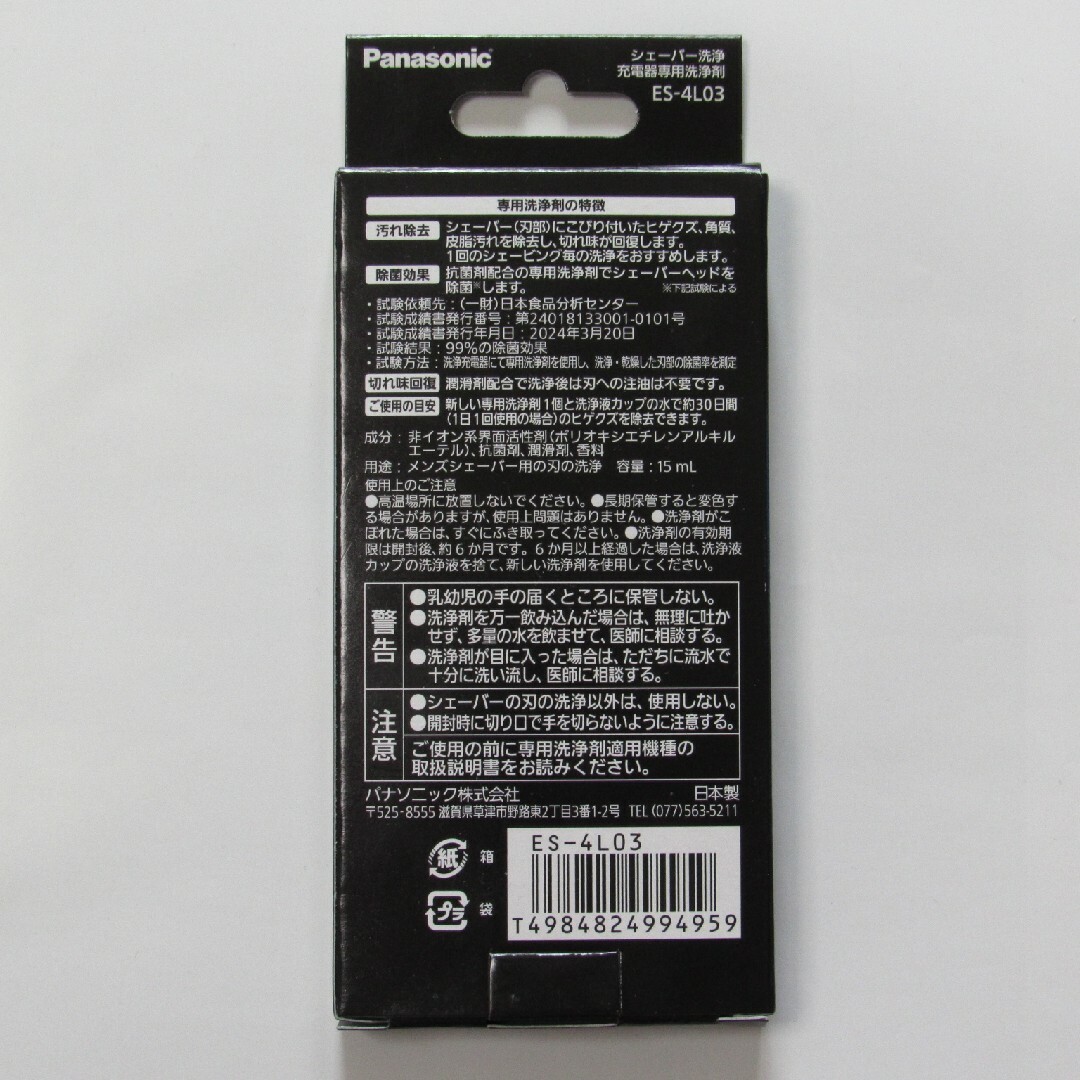 Panasonic
シェーバー洗浄
充電器専用洗浄剤
ES-4L03
専用洗浄剤の特徴
汚れ除去 シェーバー(刃部)にこびり付いたヒゲクズ、角質、
皮脂汚れを除去し、切れ味が回復します。
1回のシェービング毎の洗浄をおすすめします。
除菌効果 抗菌剤配合の専用洗浄剤でシェーバーヘッドを
除菌※します。 ※下記試験による
・試験依頼先:(一財)日本食品分析センター
・試験成績書発行番号:第24018133001-0101号
・試験成績書発行年月日:2024年3月20日
・試験結果:99%の除菌効果
・試験方法:洗浄充電器にて専用洗浄剤を使用し、洗浄・乾燥した刃部の除菌率を測定
切れ味回復 潤滑剤配合で洗浄後は刃への注油は不要です。
ご使用の目安 新しい専用洗浄剤1個と洗浄液カップの水で約30日間
(1日1回使用の場合)のヒゲクズを除去できます。
成分:非イオン系界面活性剤(ポリオキシエチレンアルキル
エーテル)、抗菌剤、潤滑剤、香料
用途:メンズシェーバー用の刃の洗浄 容量:15 mL
使用上のご注意
●高温場所に放置しないでください。●長期保管すると変色す
る場合がありますが、使用上問題はありません。●洗浄剤がこ
ぼれた場合は、すぐにふき取ってください。●洗浄剤の有効期
限は開封後、約6か月です。6か月以上経過した場合は、洗浄液
カップの洗浄液を捨て、新しい洗浄剤を使用してください。
警告
●乳幼児の手の届くところに保管しない。
●洗浄剤を万一飲み込んだ場合は、無理に吐か
せず、多量の水を飲ませて、医師に相談する。
●洗浄剤が目に入った場合は、ただちに流水で
十分に洗い流し、医師に相談する。
注意
●シェーバーの刃の洗浄以外は、使用しない。
●開封時に切り口で手を切らないように注意する。
ご使用の前に専用洗浄剤適用機種の
取扱説明書をお読みください。
パナソニック株式会社 日本製
〒525-8555 滋賀県草津市野路東2丁目3番1-2号 TEL (077)563-5211
紙 箱
プラ 袋
ES-4L03
T4984824994959